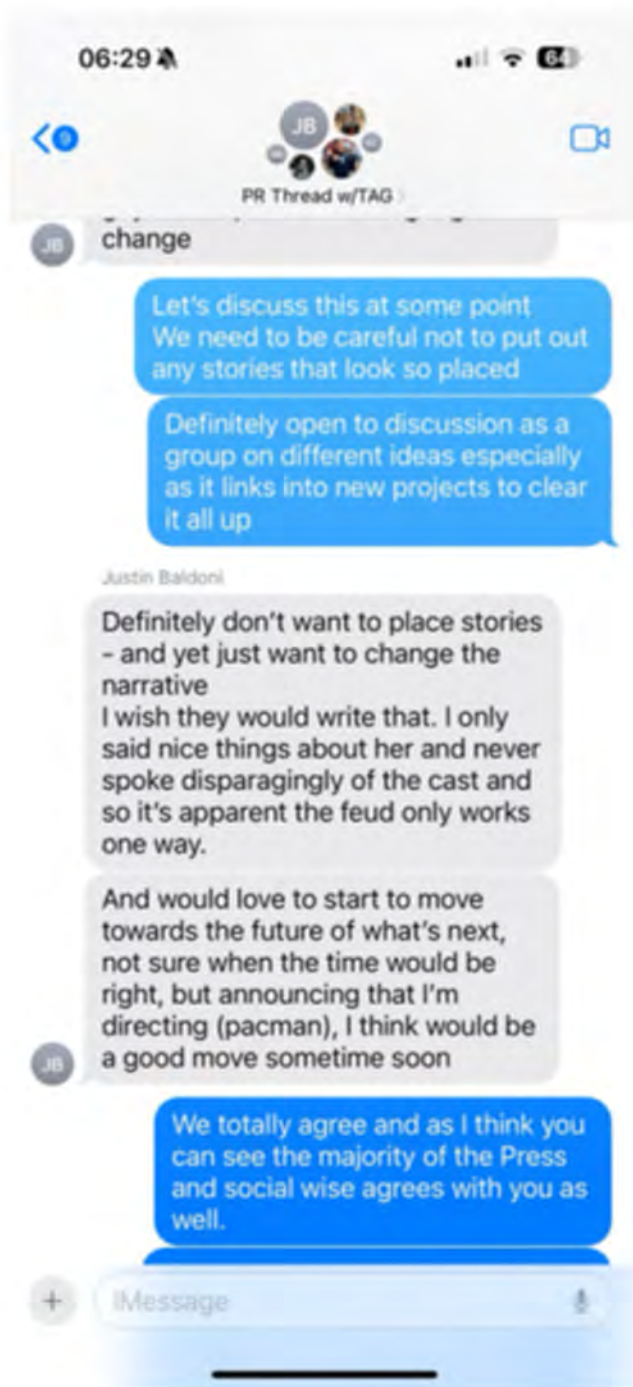 06:29
64
9
JB
PR Thread w/TAG
change
JB
Let's discuss this at some point
We need to be careful not to put out
any stories that look so placed
Definitely open to discussion as a
group on different ideas especially
as it links into new projects to clear
it all up
Justin Baldoni
Definitely don't want to place stories
- and yet just want to change the
narrative
I wish they would write that. I only
said nice things about her and never
spoke disparagingly of the cast and
so it's apparent the feud only works
one way.
And would love to start to move
towards the future of what's next,
not sure when the time would be
right, but announcing that I'm
directing (pacman), I think would be
a good move sometime soon
JB
We totally agree and as I think you
can see the majority of the Press
and social wise agrees with you as
well.
iMessage